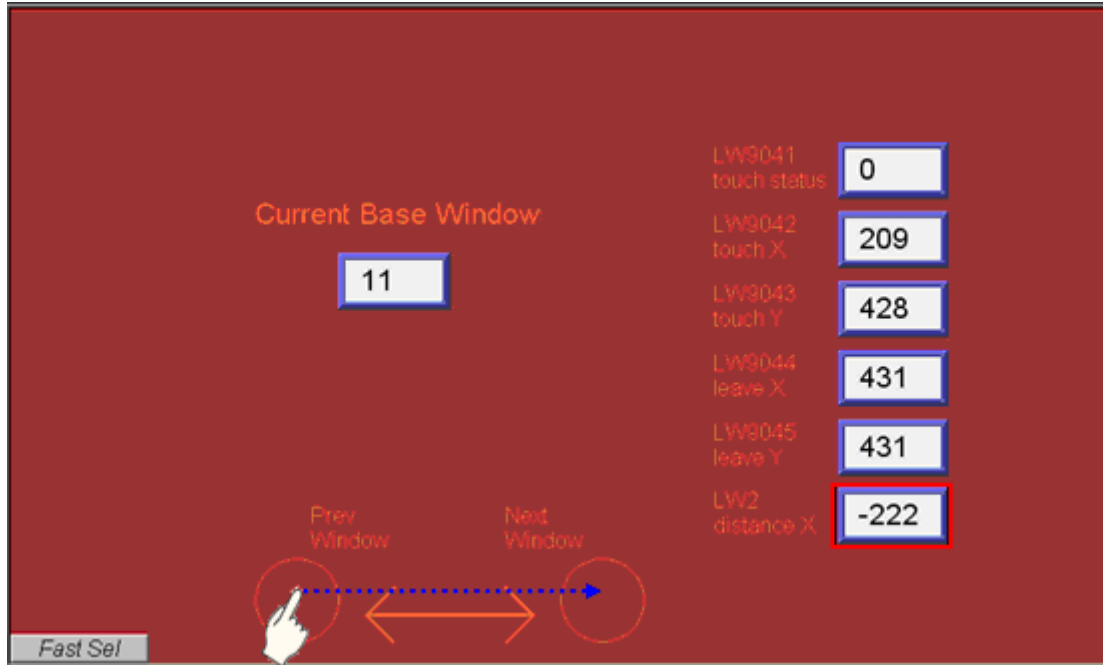 Current Base Window
11
LW9041
touch status
0
LW9042
touch X
209
LW9043
touch Y
428
LW9044
leave X
431
LW9045
leave Y
431
LW2
distance X
-222
Prev
Window
Next
Window
Fast Sel